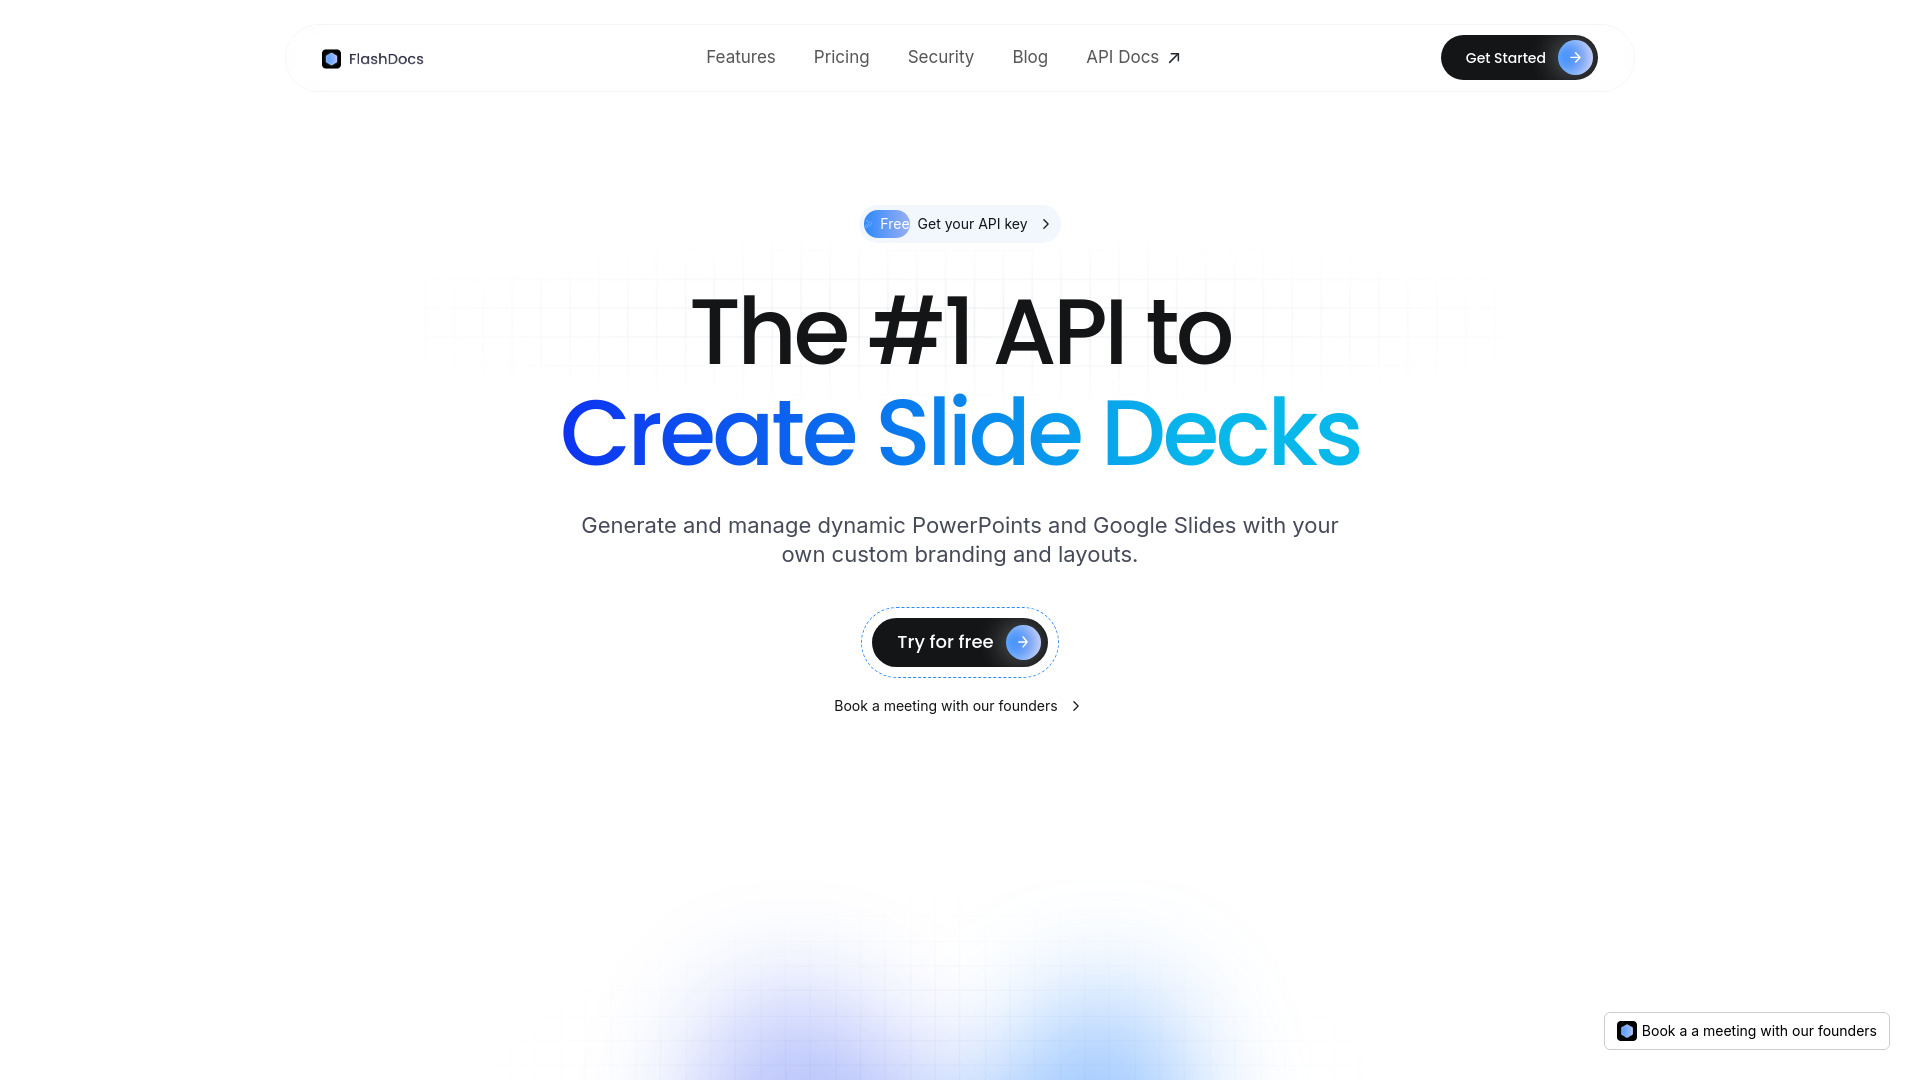 FlashDocs
Features Pricing Security Blog API Docs
Get Started
Free Get your API key
The #1 API to
Create Slide Decks
Generate and manage dynamic PowerPoints and Google Slides with your
own custom branding and layouts.
Try for free
Book a meeting with our founders
Book a a meeting with our founders